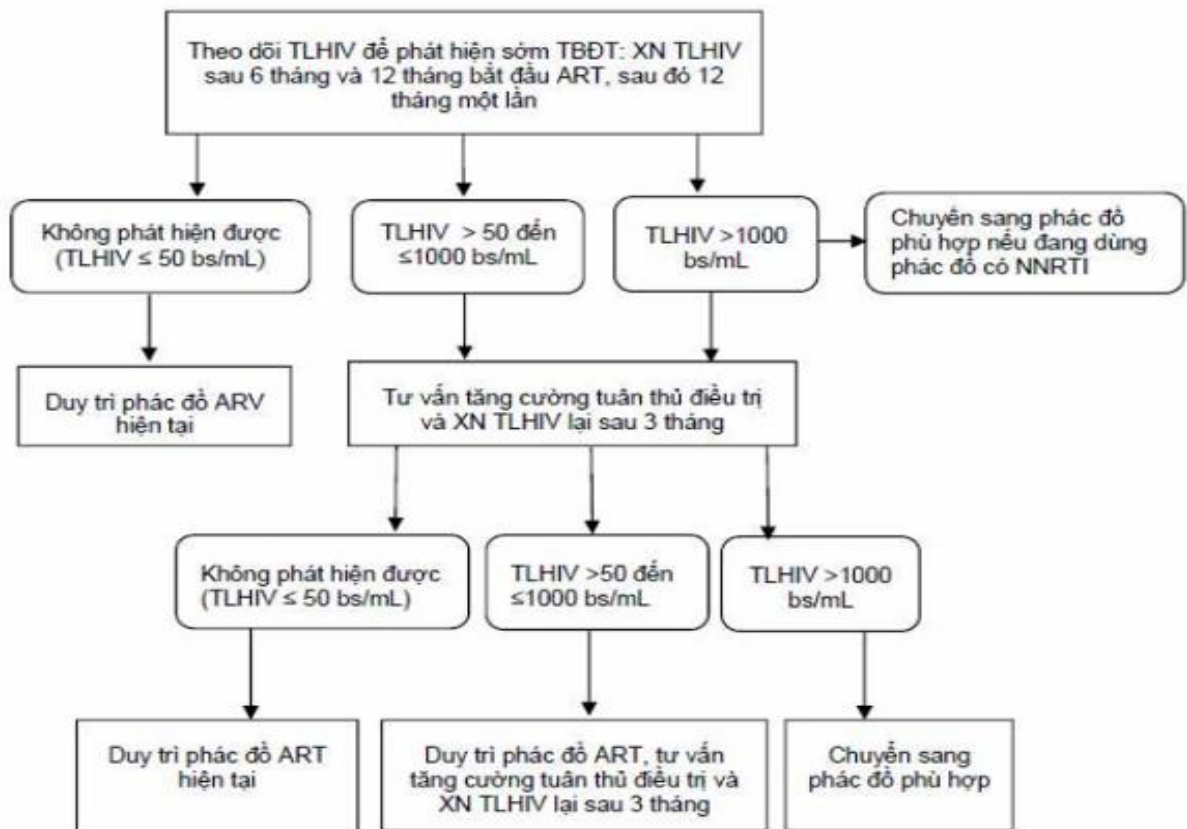 Theo dõi TLHIV để phát hiện sớm TBĐT: XN TLHIV
sau 6 tháng và 12 tháng bắt đầu ART, sau đó 12
tháng một lần
Không phát hiện được
(TLHIV ≤ 50 bs/mL)
TLHIV > 50 đến
≤1000 bs/mL
TLHIV >1000
bs/mL
Chuyển sang phác đồ
phù hợp nếu đang dùng
phác đồ có NNRTI
Duy trì phác đồ ARV
hiện tại
Tư vấn tăng cường tuân thủ điều trị
và XN TLHIV lại sau 3 tháng
Không phát hiện được
(TLHIV ≤ 50 bs/mL)
TLHIV >50 đến
≤1000 bs/mL
TLHIV >1000
bs/mL
Duy trì phác đồ ART
hiện tại
Duy trì phác đồ ART, tư vấn
tăng cường tuân thủ điều trị và
XN TLHIV lại sau 3 tháng
Chuyển sang
phác đồ phù hợp